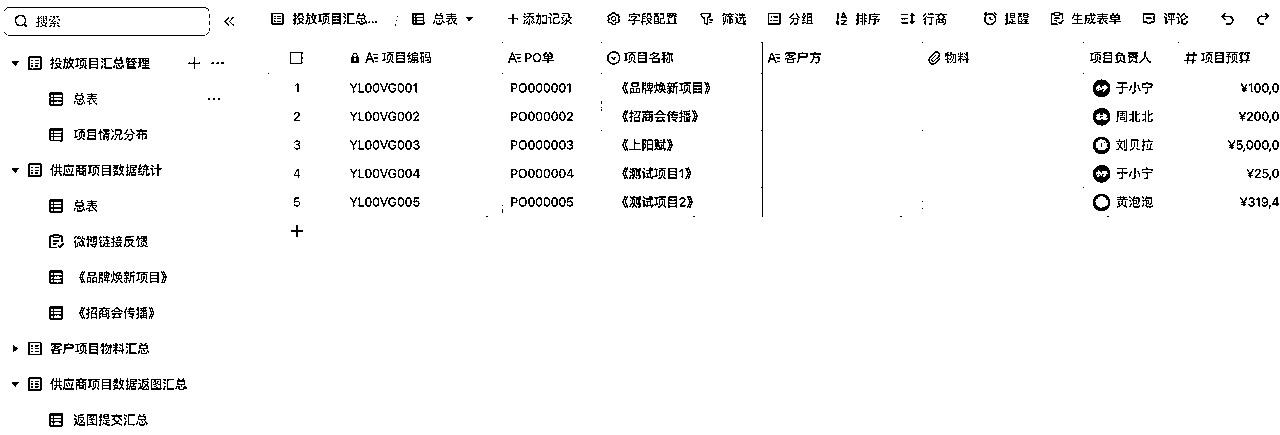 搜索
投放项目汇总管理
总表
项目情况分布
供应商项目数据统计
总表
微博链接反馈
《品牌焕新项目》
《招商会传播》
客户项目物料汇总
供应商项目数据返图汇总
返图提交汇总
投放项目汇总... / 总表 添加记录 字段配置 筛选 分组 排序 行高 提醒 生成表单 评论
项目编码 PO单 项目名称 客户方 物料 项目负责人 项目预算
1 YL00VG001 PO000001 《品牌焕新项目》 于小宁 ¥100,0
2 YL00VG002 PO000002 《招商会传播》 周北北 ¥200,0
3 YL00VG003 PO000003 《上阳赋》 刘贝拉 ¥5,000,0
4 YL00VG004 PO000004 《测试项目1》 于小宁 ¥25,0
5 YL00VG005 PO000005 《测试项目2》 黄泡泡 ¥319,4